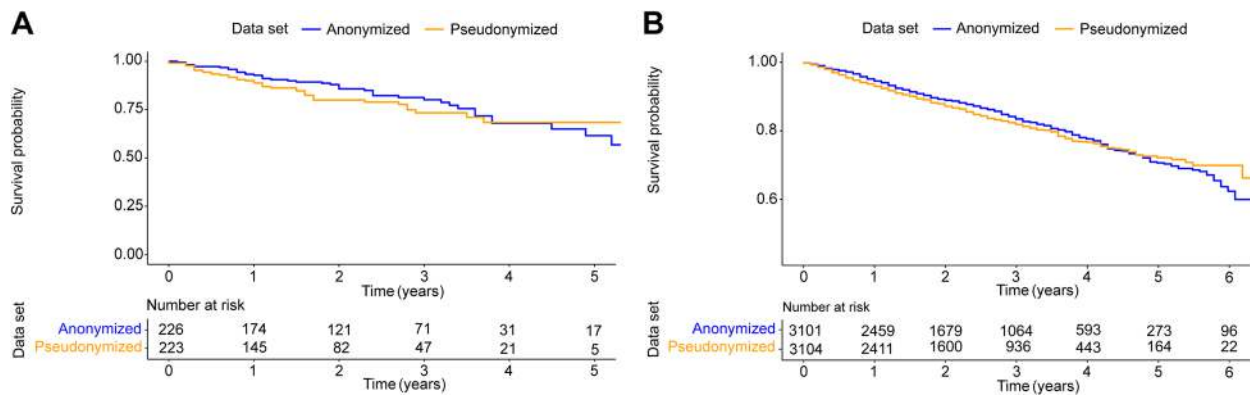 A
Data set Anonymized Pseudonymized
1.00
0.75
0.50
0.25
0.00
Survival probability
0 1 2 3 4 5
Time (years)
Number at risk
Data set
Anonymized 226 174 121 71 31 17
Pseudonymized 223 145 82 47 21 5
0 1 2 3 4 5
Time (years)
B
Data set Anonymized Pseudonymized
1.00
0.8
0.6
Survival probability
0 1 2 3 4 5 6
Time (years)
Number at risk
Data set
Anonymized 3101 2459 1679 1064 593 273 96
Pseudonymized 3104 2411 1600 936 443 164 22
0 1 2 3 4 5 6
Time (years)